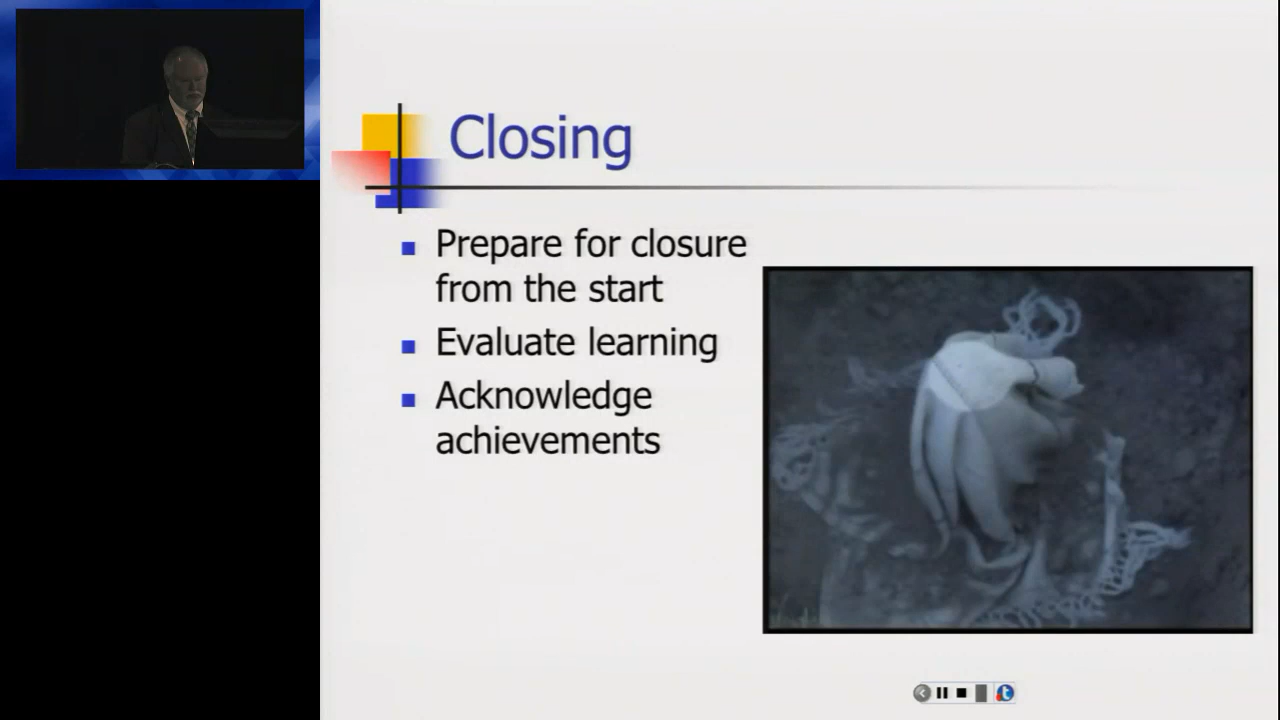 Closing
Prepare for closure
from the start
Evaluate learning
Acknowledge
achievements